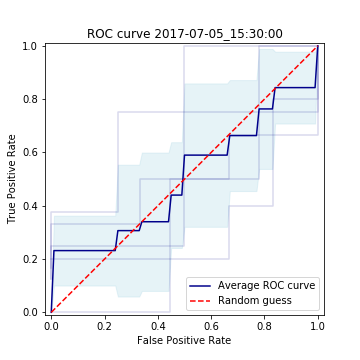 ROC curve 2017-07-05_15:30:00
1.0
0.8
0.6
0.4
0.2
0.0
True Positive Rate
0.0 0.2 0.4 0.6 0.8 1.0
False Positive Rate
Average ROC curve
Random guess